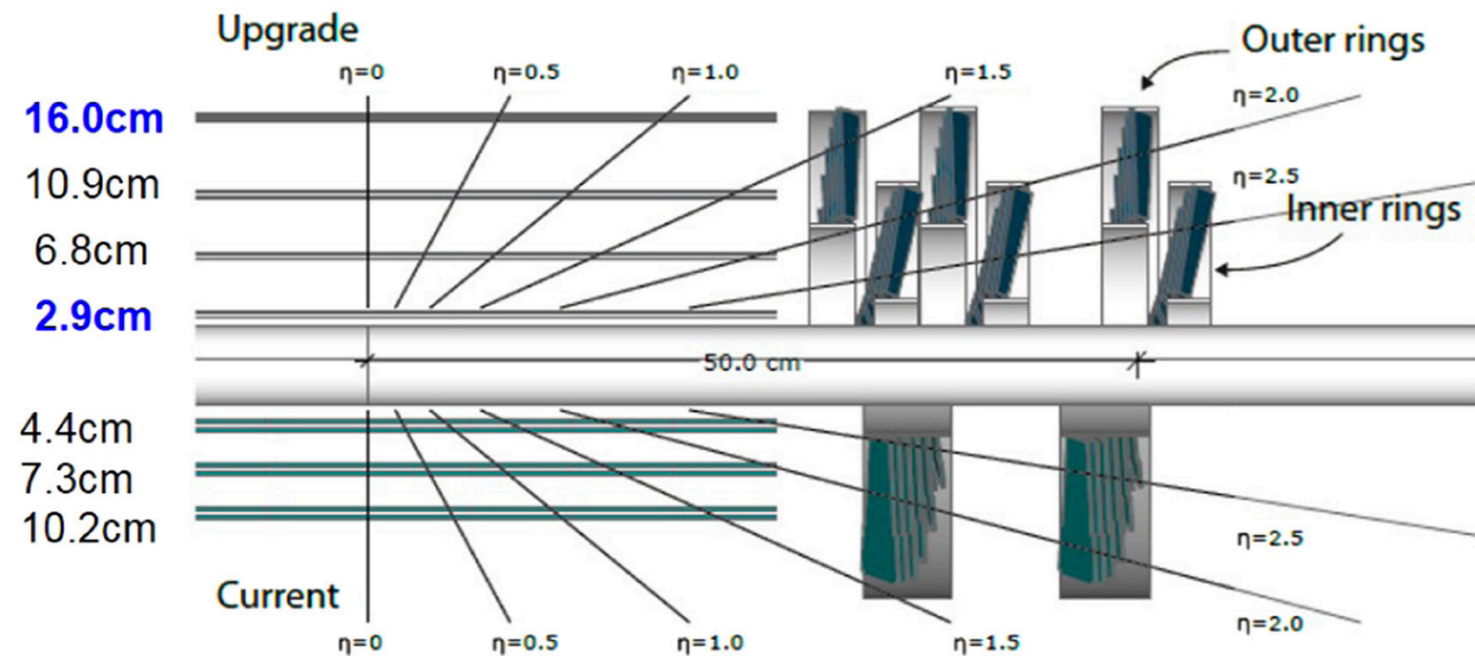 Upgrade
Outer rings
η=0
η=0.5
η=1.0
η=1.5
η=2.0
16.0cm
10.9cm
η=2.5
Inner rings
6.8cm
2.9cm
50.0 cm
4.4cm
7.3cm
10.2cm
η=2.5
Current
η=2.0
η=0
η=0.5
η=1.0
η=1.5